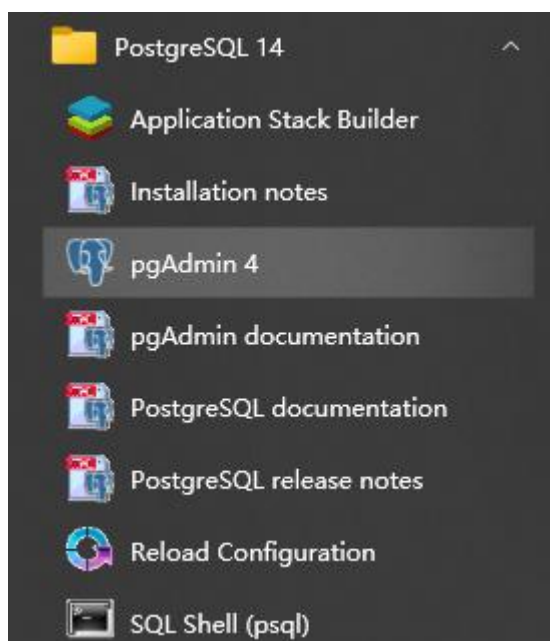 PostgreSQL 14
Application Stack Builder
Installation notes
pgAdmin 4
pgAdmin documentation
PostgreSQL documentation
PostgreSQL release notes
Reload Configuration
SQL Shell (psql)